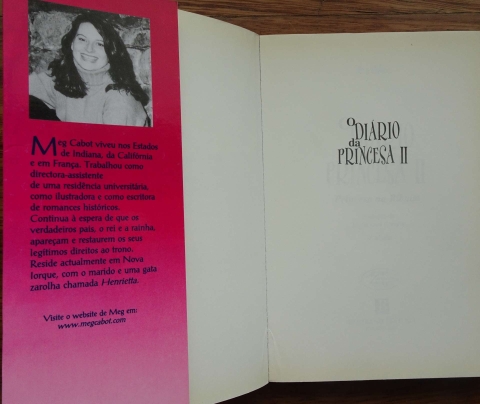 Meg Cabot viveu nos Estados
de Indiana, da Califórnia
e em França. Trabalhou como
directora-assistente
de uma residência universitária,
como ilustradora e como escritora
de romances históricos.
Continua à espera de que os
verdadeiros pais, o rei e a rainha,
apareçam e restaurem os seus
legítimos direitos ao trono.
Reside actualmente em Nova
Iorque, com o marido e uma gata
zarolha chamada Henrietta.
Visite o website de Meg em:
www.megcabot.com
O
DIÁRIO
da
PRINCESA II